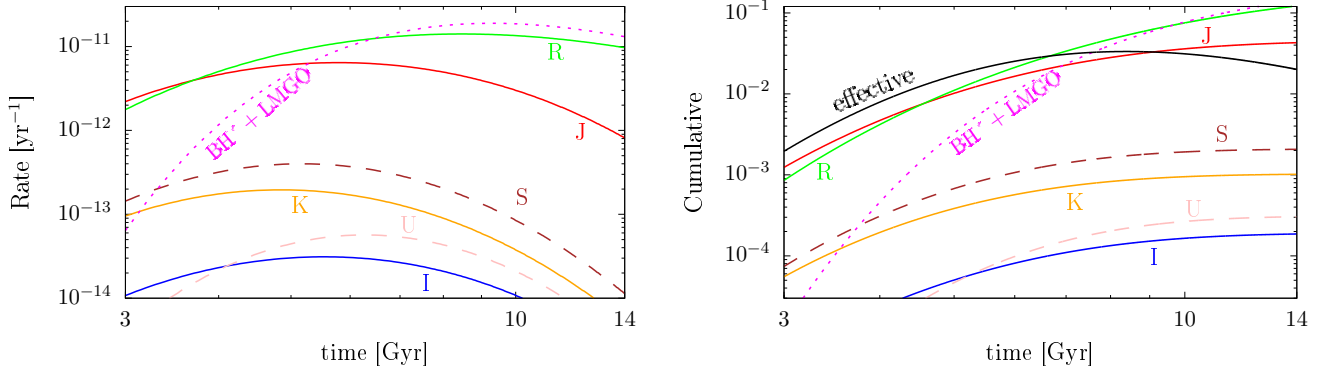 10⁻¹¹
10⁻¹²
10⁻¹³
10⁻¹⁴
Rate [yr⁻¹]
3
10
14
time [Gyr]
R
J
BH* + LMGO
S
K
U
I
10⁻¹
10⁻²
10⁻³
10⁻⁴
Cumulative
3
10
14
time [Gyr]
J
effective
BH* + LMGO
R
S
K
U
I